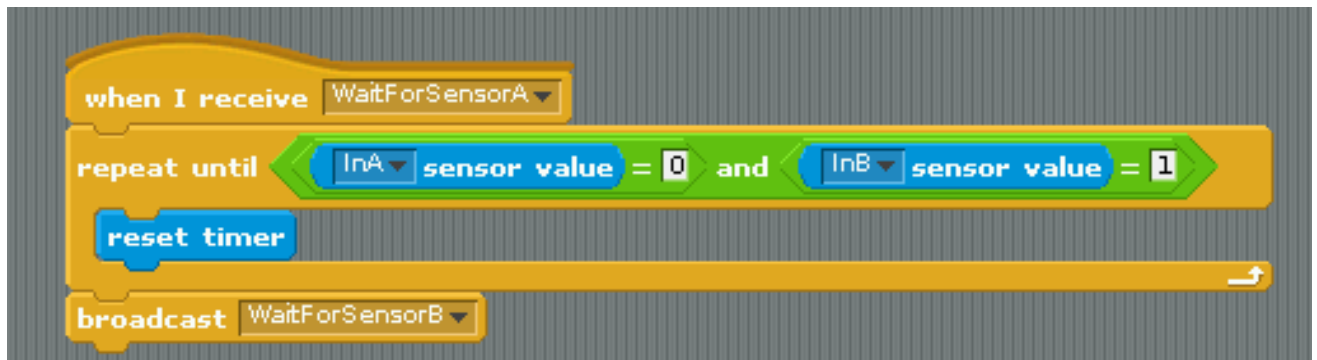 when I receive WaitForSensorA
repeat until InA sensor value = 0 and InB sensor value = 1
reset timer
broadcast WaitForSensorB